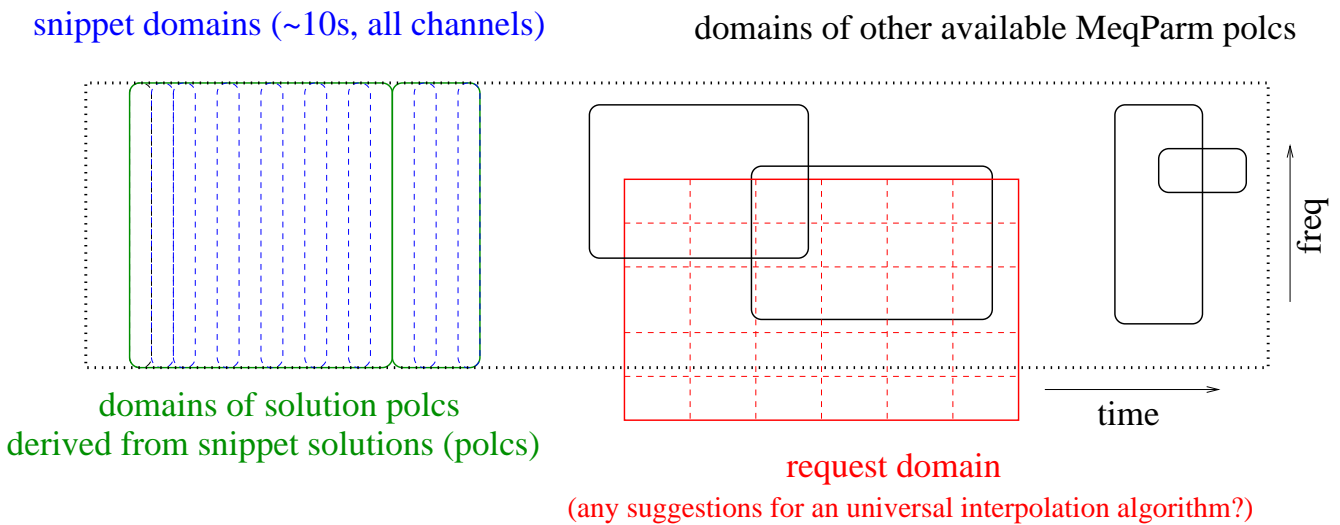 snippet domains (~10s, all channels)
domains of other available MeqParm polcs
freq
time
domains of solution polcs
derived from snippet solutions (polcs)
request domain
(any suggestions for an universal interpolation algorithm?)